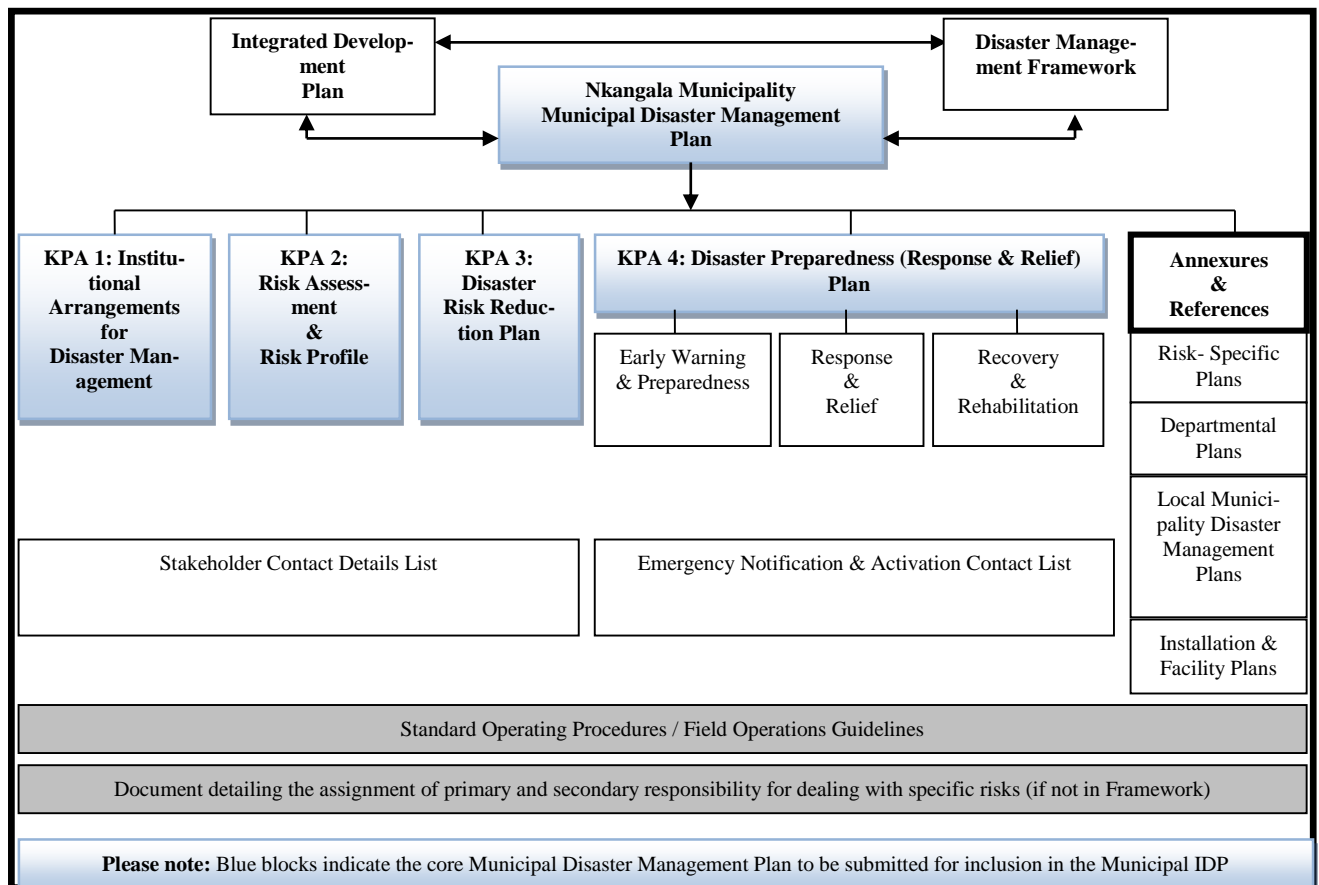 Integrated Develop-
ment
Plan
Disaster Manage-
ment Framework
Nkangala Municipality
Municipal Disaster Management
Plan
KPA 1: Institu-
tional
Arrangements
for
Disaster Man-
agement
KPA 2:
Risk Assess-
ment
&
Risk Profile
KPA 3:
Disaster
Risk Reduc-
tion Plan
KPA 4: Disaster Preparedness (Response & Relief)
Plan
Early Warning
& Preparedness
Response
&
Relief
Recovery
&
Rehabilitation
Annexures
&
References
Risk- Specific
Plans
Departmental
Plans
Local Munici-
pality Disaster
Management
Plans
Installation &
Facility Plans
Stakeholder Contact Details List
Emergency Notification & Activation Contact List
Standard Operating Procedures / Field Operations Guidelines
Document detailing the assignment of primary and secondary responsibility for dealing with specific risks (if not in Framework)
Please note: Blue blocks indicate the core Municipal Disaster Management Plan to be submitted for inclusion in the Municipal IDP